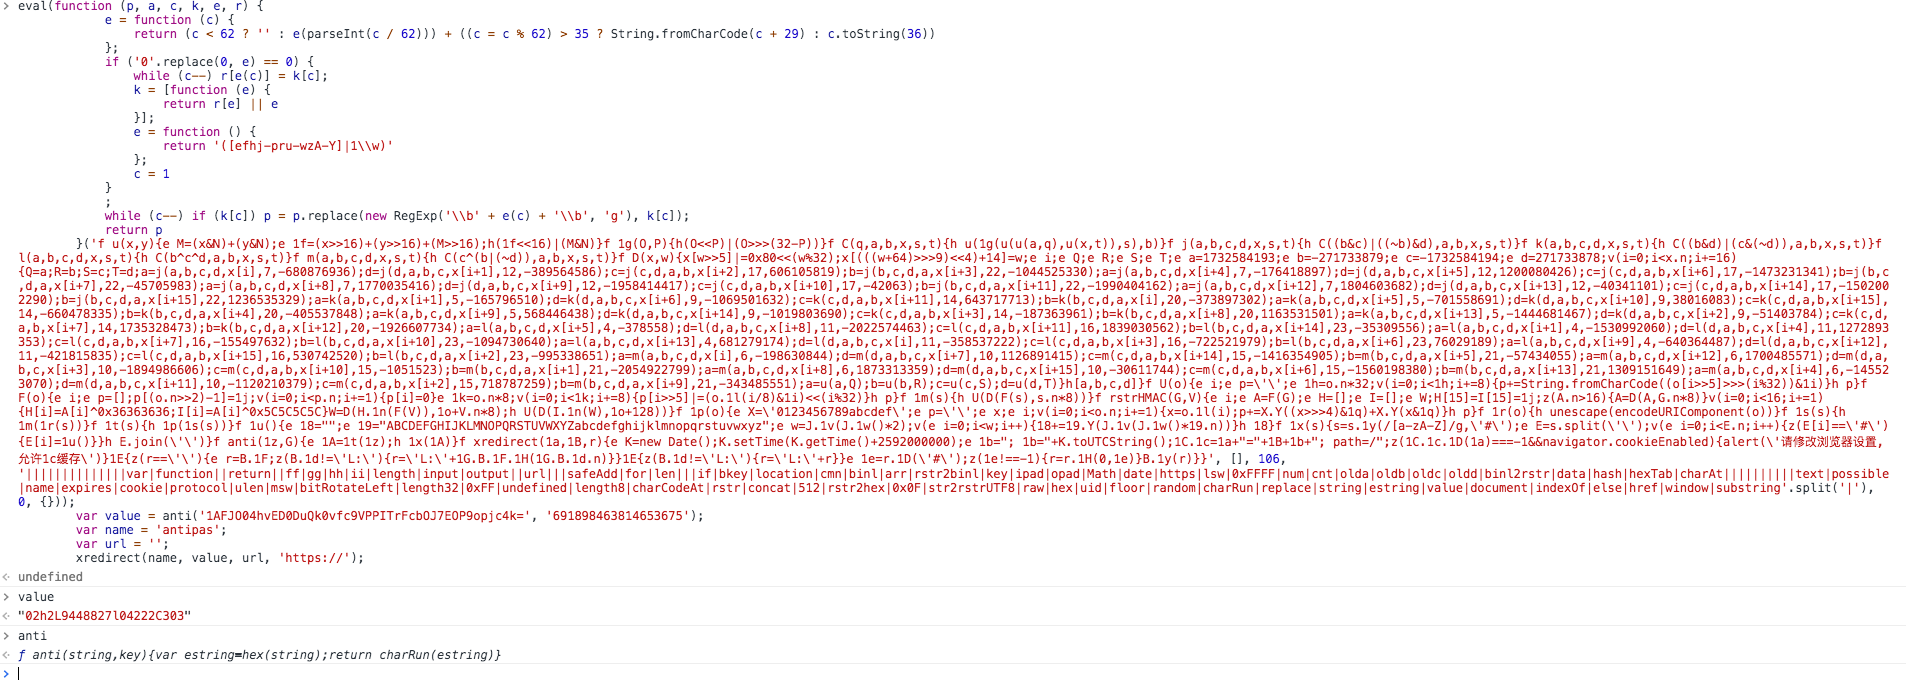 > eval(function (p, a, c, k, e, r) {
e = function (c) {
return (c < 62 ? '' : e(parseInt(c / 62))) + ((c = c % 62) > 35 ? String.fromCharCode(c + 29) : c.toString(36))
};
if ('0'.replace(0, e) == 0) {
while (c--) r[e(c)] = k[c];
k = [function (e) {
return r[e] || e
}];
e = function () {
return '([efhj-pru-wzA-Y]|1\\w)'
};
c = 1
}
;
while (c--) if (k[c]) p = p.replace(new RegExp('\\b' + e(c) + '\\b', 'g'), k[c]);
return p
}('f u(x,y){e M=(x&N)+(y&N);e 1f=(x>>16)+(y>>16)+(M>>16);h(1f<<16)|(M&N)}f 1g(O,P){h(O<<P)|(O>>>(32-P))}f C(q,a,b,x,s,t){h u(1g(u(u(a,q),u(x,t)),s),b)}f j(a,b,c,d,x,s,t){h C((b&c)|((~b)&d),a,b,x,s,t)}f k(a,b,c,d,x,s,t){h C((b&d)|(c&(~d)),a,b,x,s,t)}f
l(a,b,c,d,x,s,t){h C(b^c^d,a,b,x,s,t)}f m(a,b,c,d,x,s,t){h C(c^(b|(~d)),a,b,x,s,t)}f D(x,w){x[w>>5]|=0x80<<(w%32);x[(((w+64)>>>9)<<4)+14]=w;e i;e Q;e R;e S;e T;e a=1732584193;e b=-271733879;e c=-1732584194;e d=271733878;v(i=0;i<x.n;i+=16)
{Q=a;R=b;S=c;T=d;a=j(a,b,c,d,x[i],7,-680876936);d=j(d,a,b,c,x[i+1],12,-389564586);c=j(c,d,a,b,x[i+2],17,606105819);b=j(b,c,d,a,x[i+3],22,-1044525330);a=j(a,b,c,d,x[i+4],7,-176418897);d=j(d,a,b,c,x[i+5],12,1200080426);c=j(c,d,a,b,x[i+6],17,-1473231341);b=j(b,c
,d,a,x[i+7],22,-45705983);a=j(a,b,c,d,x[i+8],7,1770035416);d=j(d,a,b,c,x[i+9],12,-1958414417);c=j(c,d,a,b,x[i+10],17,-42063);b=j(b,c,d,a,x[i+11],22,-1990404162);a=j(a,b,c,d,x[i+12],7,1804603682);d=j(d,a,b,c,x[i+13],12,-40341101);c=j(c,d,a,b,x[i+14],17,-150200
2290);b=j(b,c,d,a,x[i+15],22,1236535329);a=k(a,b,c,d,x[i+1],5,-165796510);d=k(d,a,b,c,x[i+6],9,-1069501632);c=k(c,d,a,b,x[i+11],14,643717713);b=k(b,c,d,a,x[i],20,-373897302);a=k(a,b,c,d,x[i+5],5,-701558691);d=k(d,a,b,c,x[i+10],9,38016083);c=k(c,d,a,b,x[i+15],
14,-660478335);b=k(b,c,d,a,x[i+4],20,-405537848);a=k(a,b,c,d,x[i+9],5,568446438);d=k(d,a,b,c,x[i+14],9,-1019803690);c=k(c,d,a,b,x[i+3],14,-187363961);b=k(b,c,d,a,x[i+8],20,1163531501);a=k(a,b,c,d,x[i+13],5,-1444681467);d=k(d,a,b,c,x[i+2],9,-51403784);c=k(c,d,
a,b,x[i+7],14,1735328473);b=k(b,c,d,a,x[i+12],20,-1926607734);a=l(a,b,c,d,x[i+5],4,-378558);d=l(d,a,b,c,x[i+8],11,-2022574463);c=l(c,d,a,b,x[i+11],16,1839030562);b=l(b,c,d,a,x[i+14],23,-35309556);a=l(a,b,c,d,x[i+1],4,-1530992060);d=l(d,a,b,c,x[i+4],11,1272893
353);c=l(c,d,a,b,x[i+7],16,-155497632);b=l(b,c,d,a,x[i+10],23,-1094730640);a=l(a,b,c,d,x[i+13],4,681279174);d=l(d,a,b,c,x[i],11,-358537222);c=l(c,d,a,b,x[i+3],16,-722521979);b=l(b,c,d,a,x[i+6],23,76029189);a=l(a,b,c,d,x[i+9],4,-640364487);d=l(d,a,b,c,x[i+12],
11,-421815835);c=l(c,d,a,b,x[i+15],16,530742520);b=l(b,c,d,a,x[i+2],23,-995338651);a=m(a,b,c,d,x[i],6,-198630844);d=m(d,a,b,c,x[i+7],10,1126891415);c=m(c,d,a,b,x[i+14],15,-1416354905);b=m(b,c,d,a,x[i+5],21,-57434055);a=m(a,b,c,d,x[i+12],6,1700485571);d=m(d,a,
b,c,x[i+3],10,-1894986606);c=m(c,d,a,b,x[i+10],15,-1051523);b=m(b,c,d,a,x[i+1],21,-2054922799);a=m(a,b,c,d,x[i+8],6,1873313359);d=m(d,a,b,c,x[i+15],10,-30611744);c=m(c,d,a,b,x[i+6],15,-1560198380);b=m(b,c,d,a,x[i+13],21,1309151649);a=m(a,b,c,d,x[i+4],6,-14552
3070);d=m(d,a,b,c,x[i+11],10,-1120210379);c=m(c,d,a,b,x[i+2],15,718787259);b=m(b,c,d,a,x[i+9],21,-343485551);a=u(a,Q);b=u(b,R);c=u(c,S);d=u(d,T)}h[a,b,c,d]}f U(o){e i;e p=\'\';e 1h=o.n*32;v(i=0;i<1h;i+=8){p+=String.fromCharCode((o[i>>5]>>>(i%32))&1i)}h p}f
F(o){e i;e p=[];p[(o.n>>2)-1]=1j;v(i=0;i<p.n;i+=1){p[i]=0}e 1k=o.n*8;v(i=0;i<1k;i+=8){p[i>>5]|=(o.1l(i/8)&1i)<<(i%32)}h p}f 1m(s){h U(D(F(s),s.n*8))}f rstrHMAC(G,V){e i;e A=F(G);e H=[];e I=[];e W;H[15]=I[15]=1j;z(A.n>16){A=D(A,G.n*8)}v(i=0;i<16;i+=1)
{H[i]=A[i]^0x36363636;I[i]=A[i]^0x5C5C5C5C}W=D(H.1n(F(V)),1o+V.n*8);h U(D(I.1n(W),1o+128))}f 1p(o){e X=\'0123456789abcdef\';e p=\'\';e x;e i;v(i=0;i<o.n;i+=1){x=o.1l(i);p+=X.Y((x>>>4)&1q)+X.Y(x&1q)}h p}f 1r(o){h unescape(encodeURIComponent(o))}f 1s(s){h
1m(1r(s))}f 1t(s){h 1p(1s(s))}f 1u(){e 18="";e 19="ABCDEFGHIJKLMNOPQRSTUVWXYZabcdefghijklmnopqrstuvwxyz";e w=J.1v(J.1w()*2);v(e i=0;i<w;i++){18+=19.Y(J.1v(J.1w()*19.n))}h 18}f 1x(s){s=s.1y(/[a-zA-Z]/g,\'#\');e E=s.split(\'\');v(e i=0;i<E.n;i++){z(E[i]==\'#\')
{E[i]=1u()}}h E.join(\'\')}f anti(1z,G){e 1A=1t(1z);h 1x(1A)}f xredirect(1a,1B,r){e K=new Date();K.setTime(K.getTime()+2592000000);e 1b="; 1b="+K.toUTCString();1C.1c=1a+"="+1B+1b+"; path=/";z(1C.1c.1D(1a)===-1&&navigator.cookieEnabled){alert(\'请修改浏览器设置,
允许1c缓存\')}1E{z(r==\'\'){e r=B.1F;z(B.1d!=\'L:\'){r=\'L:\'+1G.B.1F.1H(1G.B.1d.n)}}1E{z(B.1d!=\'L:\'){r=\'L:\'+r}}e 1e=r.1D(\'#\');z(1e!==-1){r=r.1H(0,1e)}B.1y(r)}}', [], 106,
'||||||||||||||var|function||return||ff|gg|hh|ii|length|input|output||url|||safeAdd|for|len|||if|bkey|location|cmn|binl|arr|rstr2binl|key|ipad|opad|Math|date|https|lsw|0xFFFF|num|cnt|olda|oldb|oldc|oldd|binl2rstr|data|hash|hexTab|charAt||||||||||text|possible
|name|expires|cookie|protocol|ulen|msw|bitRotateLeft|length32|0xFF|undefined|length8|charCodeAt|rstr|concat|512|rstr2hex|0x0F|str2rstrUTF8|raw|hex|uid|floor|random|charRun|replace|string|estring|value|document|indexOf|else|href|window|substring'.split('|'),
0, {}));
var value = anti('1AFJO04hvED0DuQk0vfc9VPPITrFcbOJ7EOP9opjc4k=', '691898463814653675');
var name = 'antipas';
var url = '';
xredirect(name, value, url, 'https://');
undefined
> value
"02h2L9448827l04222C303"
> anti
ƒ anti(string,key){var estring=hex(string);return charRun(estring)}
>